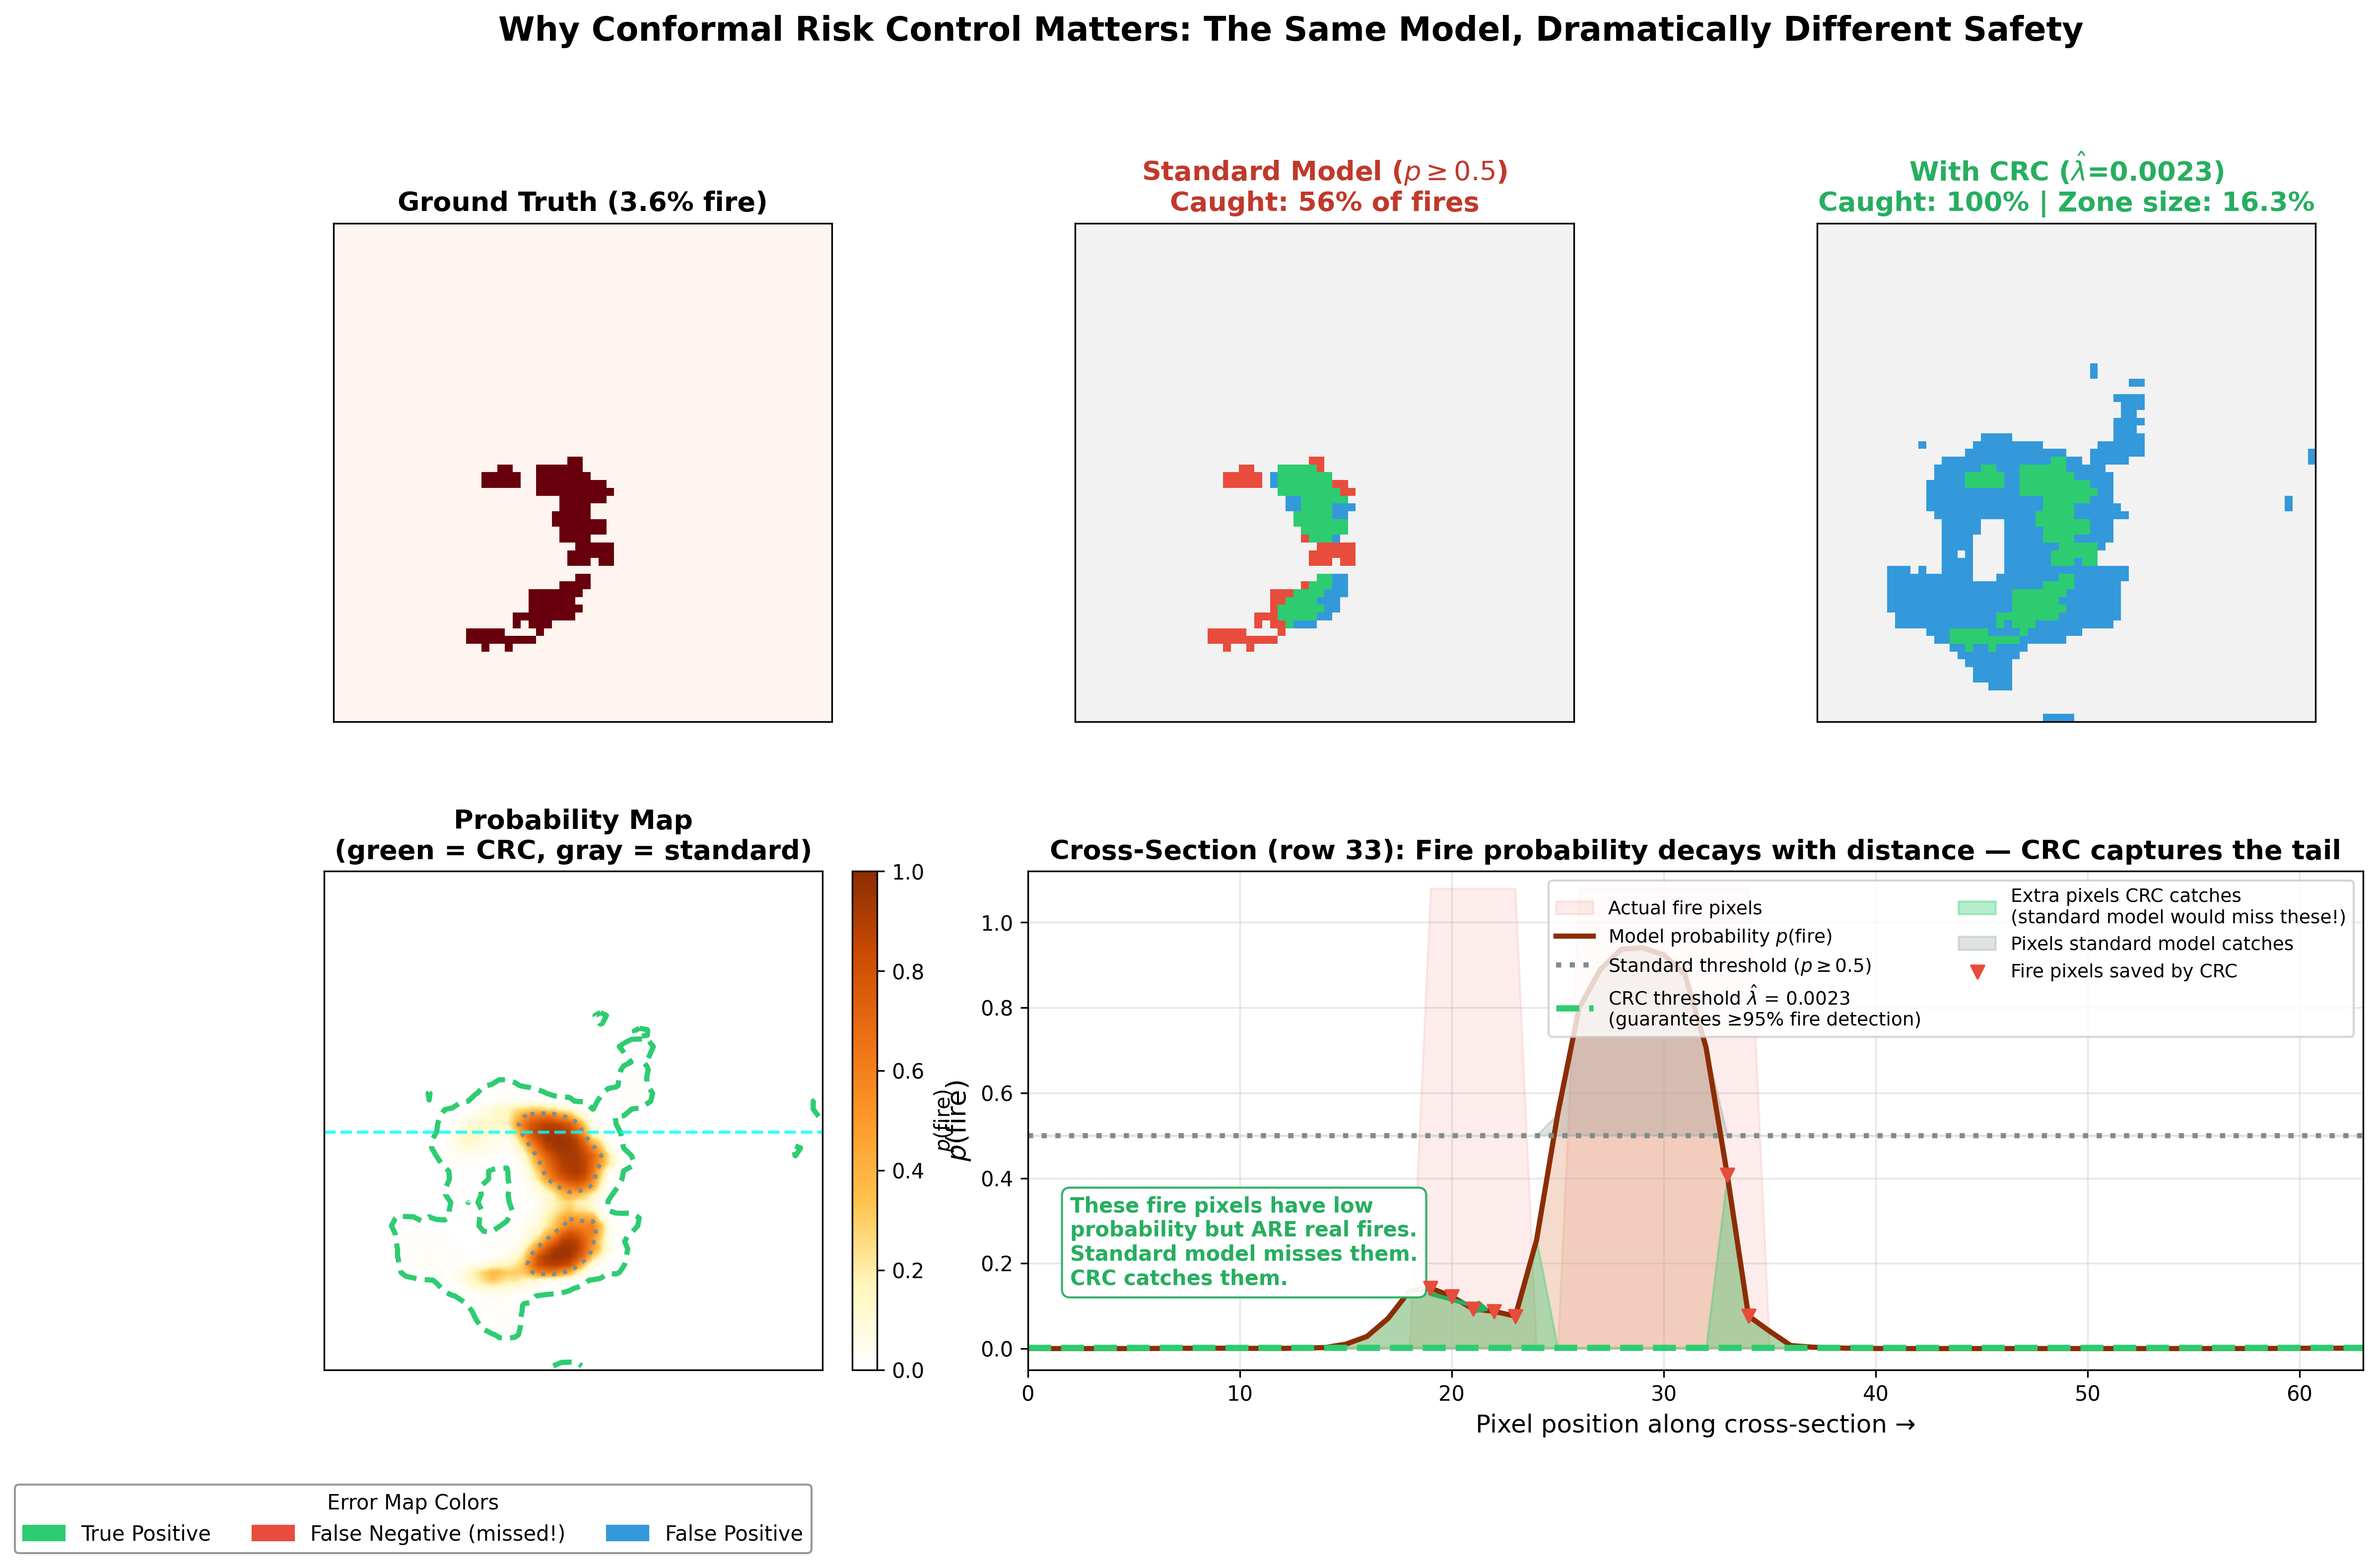 Why Conformal Risk Control Matters: The Same Model, Dramatically Different Safety
Ground Truth (3.6% fire)
Standard Model (p ≥ 0.5)
Caught: 56% of fires
With CRC (λ̂=0.0023)
Caught: 100% | Zone size: 16.3%
Probability Map
(green = CRC, gray = standard)
1.0
0.8
0.6
0.4
0.2
0.0
p(fire)
Cross-Section (row 33): Fire probability decays with distance — CRC captures the tail
p(fire)
1.0
0.8
0.6
0.4
0.2
0.0
Actual fire pixels
Model probability p(fire)
Standard threshold (p ≥ 0.5)
CRC threshold λ̂ = 0.0023
(guarantees ≥95% fire detection)
Extra pixels CRC catches
(standard model would miss these!)
Pixels standard model catches
Fire pixels saved by CRC
These fire pixels have low
probability but ARE real fires.
Standard model misses them.
CRC catches them.
0 10 20 30 40 50 60
Pixel position along cross-section →
Error Map Colors
True Positive False Negative (missed!) False Positive